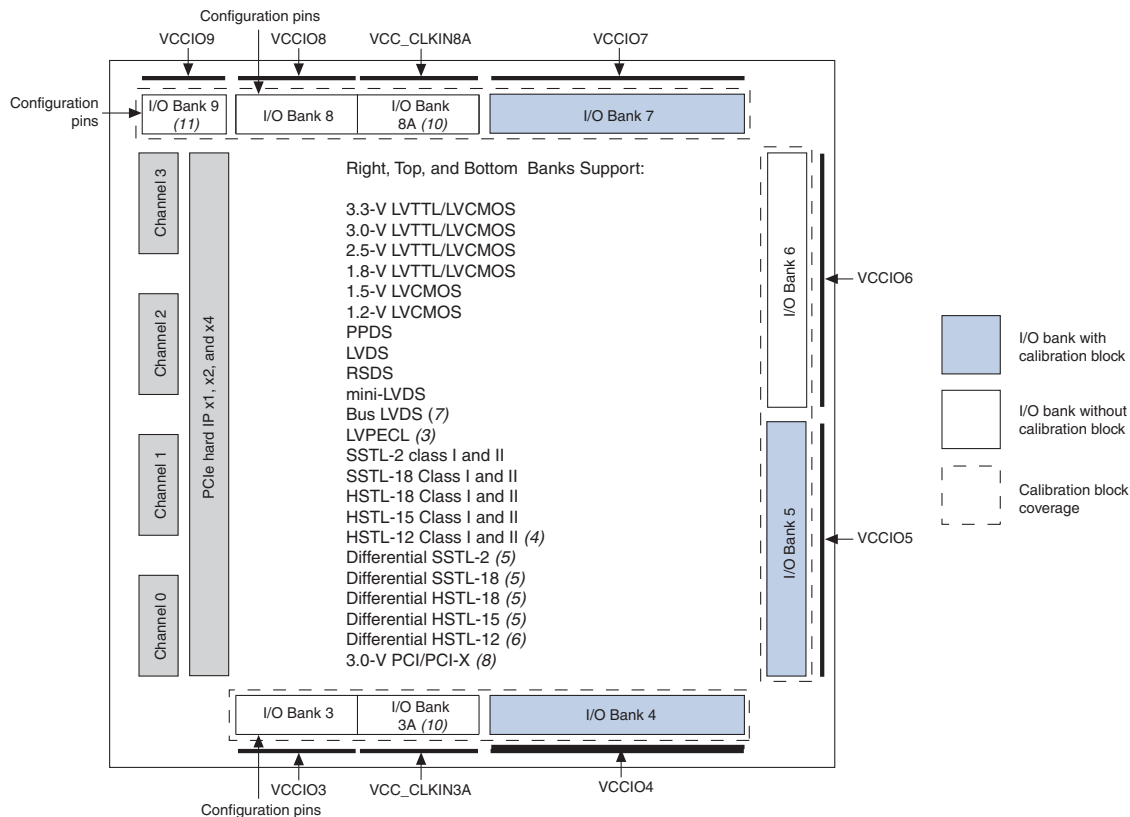 Configuration pins
VCCIO9
VCCIO8
VCC_CLKIN8A
VCCIO7
Configuration
pins
I/O Bank 9
(11)
I/O Bank 8
I/O Bank
8A (10)
I/O Bank 7
Channel 3
Channel 2
Channel 1
Channel 0
PCIe hard IP x1, x2, and x4
Right, Top, and Bottom Banks Support:
3.3-V LVTTL/LVCMOS
3.0-V LVTTL/LVCMOS
2.5-V LVTTL/LVCMOS
1.8-V LVTTL/LVCMOS
1.5-V LVCMOS
1.2-V LVCMOS
PPDS
LVDS
RSDS
mini-LVDS
Bus LVDS (7)
LVPECL (3)
SSTL-2 class I and II
SSTL-18 Class I and II
HSTL-18 Class I and II
HSTL-15 Class I and II
HSTL-12 Class I and II (4)
Differential SSTL-2 (5)
Differential SSTL-18 (5)
Differential HSTL-18 (5)
Differential HSTL-15 (5)
Differential HSTL-12 (6)
3.0-V PCI/PCI-X (8)
I/O Bank 6
VCCIO6
I/O Bank 5
VCCIO5
I/O bank with
calibration block
I/O bank without
calibration block
Calibration block
coverage
I/O Bank 3
I/O Bank
3A (10)
I/O Bank 4
VCCIO3
VCC_CLKIN3A
VCCIO4
Configuration pins